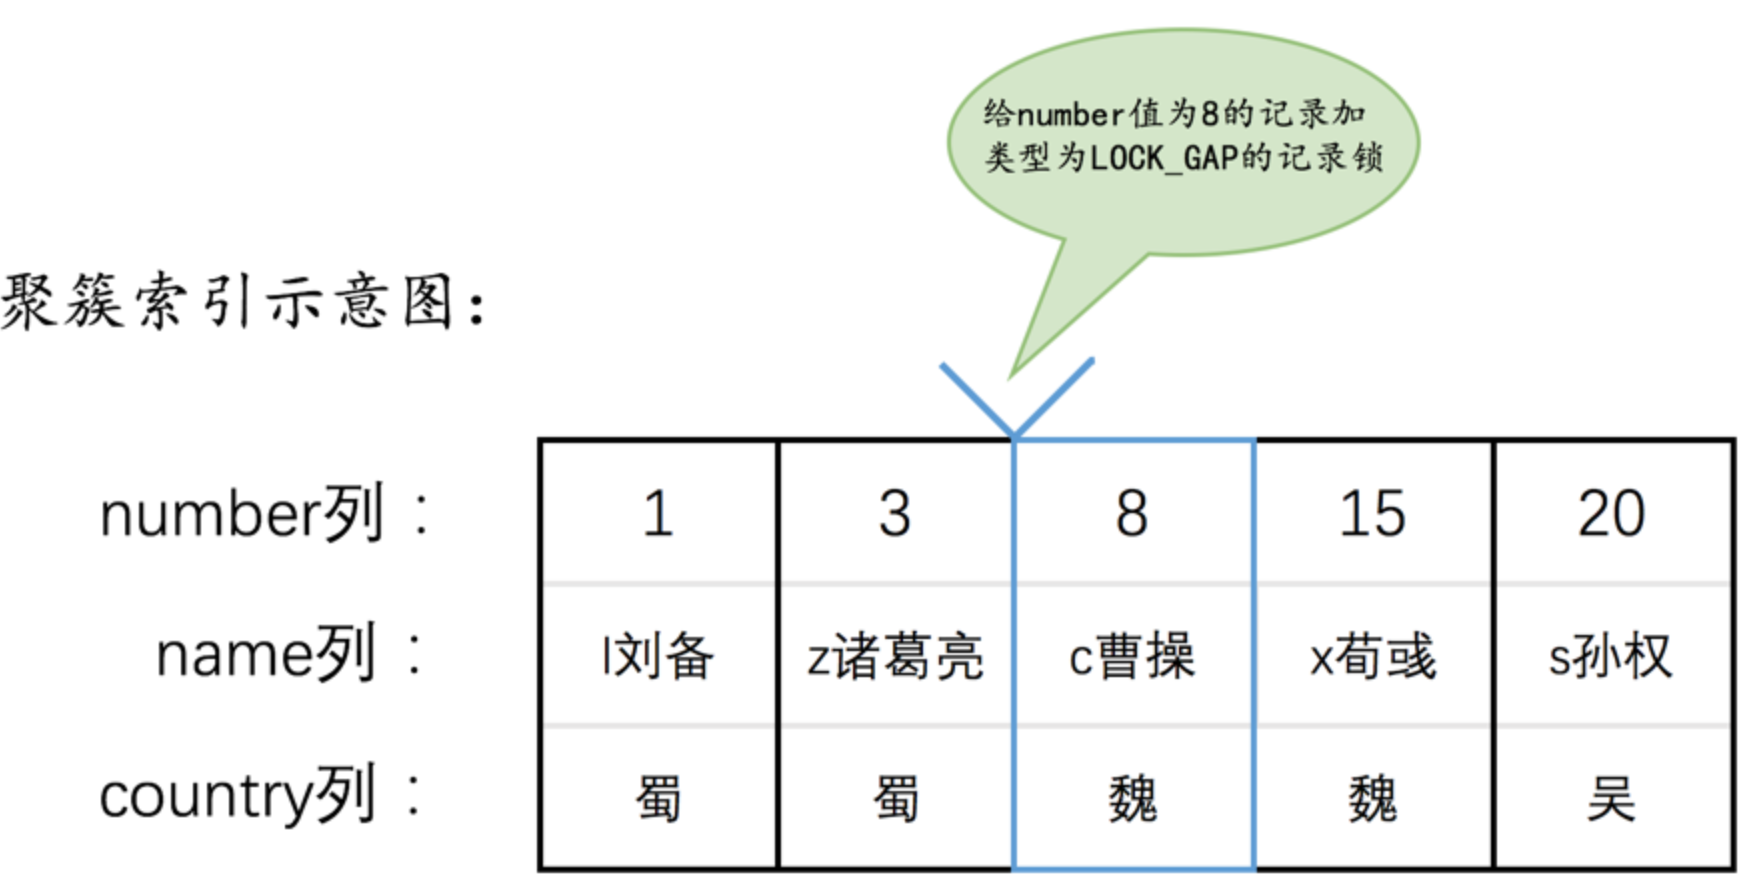 给number值为8的记录加
类型为LOCK_GAP的记录锁
聚簇索引示意图：
number列： 1 3 8 15 20
name列： l刘备 z诸葛亮 c曹操 x荀彧 s孙权
country列： 蜀 蜀 魏 魏 吴